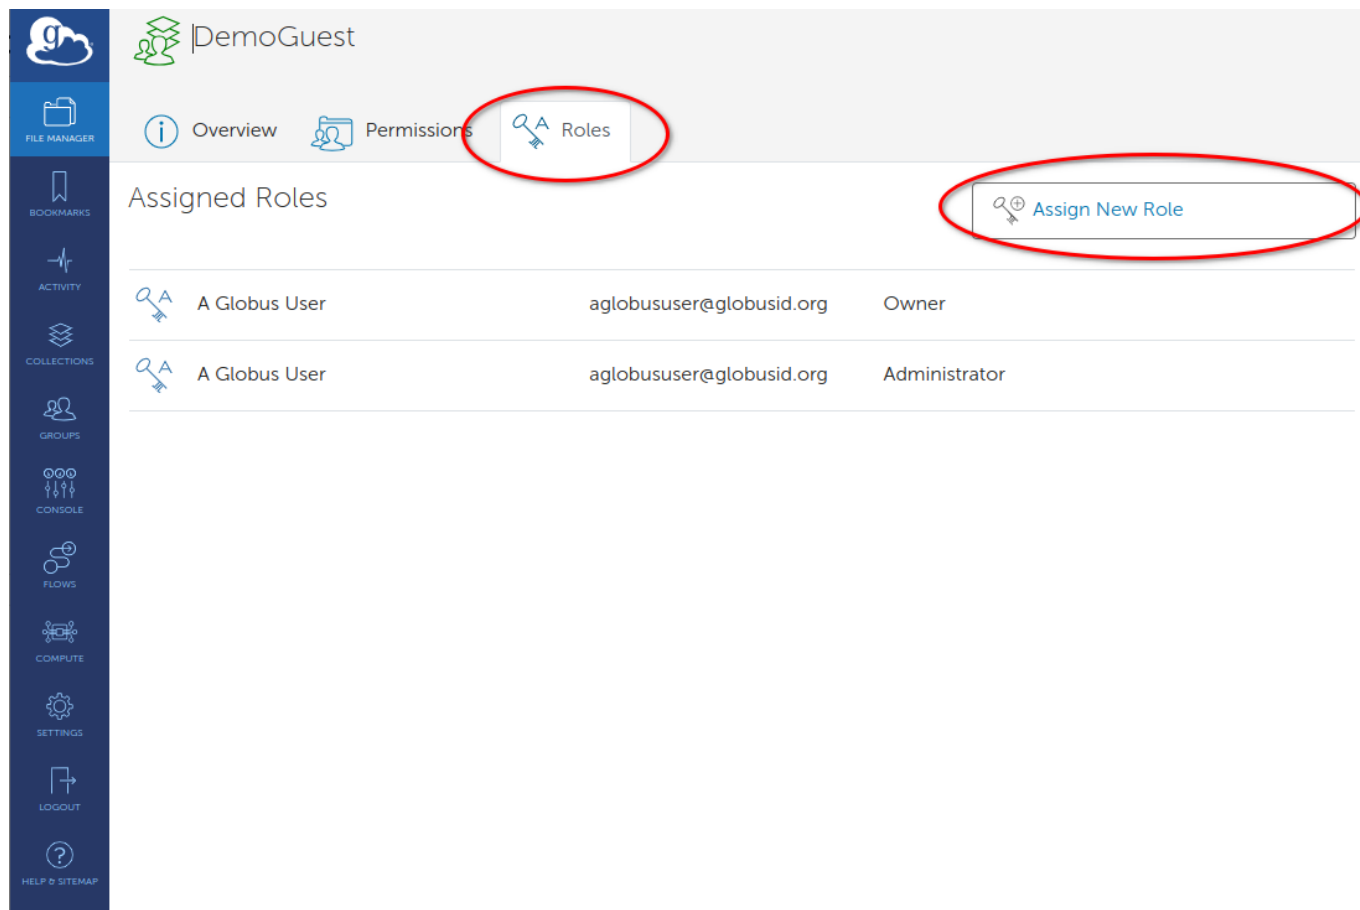 g
DemoGuest
FILE MANAGER
Overview
Permissions
A
Roles
BOOKMARKS
Assigned Roles
Assign New Role
ACTIVITY
A
A Globus User aglobususer@globusid.org Owner
COLLECTIONS
A
A Globus User aglobususer@globusid.org Administrator
GROUPS
CONSOLE
FLOWS
COMPUTE
SETTINGS
LOGOUT
?
HELP & SITEMAP